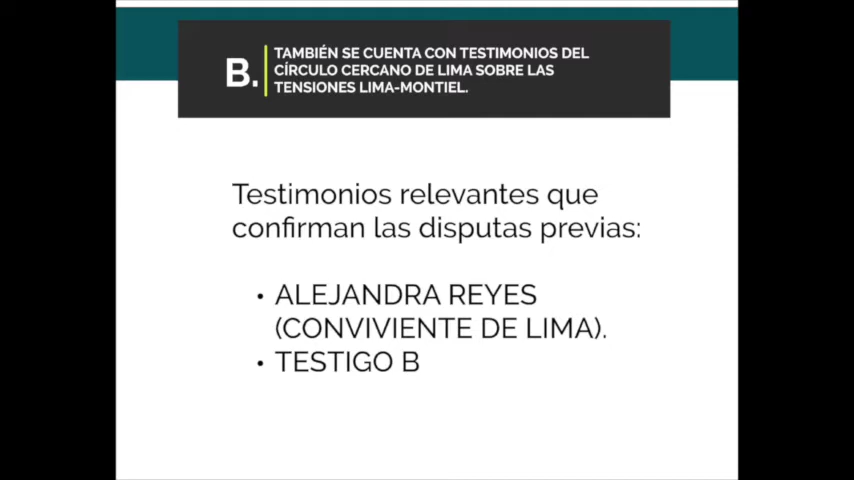 B.
TAMBIÉN SE CUENTA CON TESTIMONIOS DEL
CÍRCULO CERCANO DE LIMA SOBRE LAS
TENSIONES LIMA-MONTIEL.
Testimonios relevantes que
confirman las disputas previas:
• ALEJANDRA REYES
(CONVIVIENTE DE LIMA).
• TESTIGO B